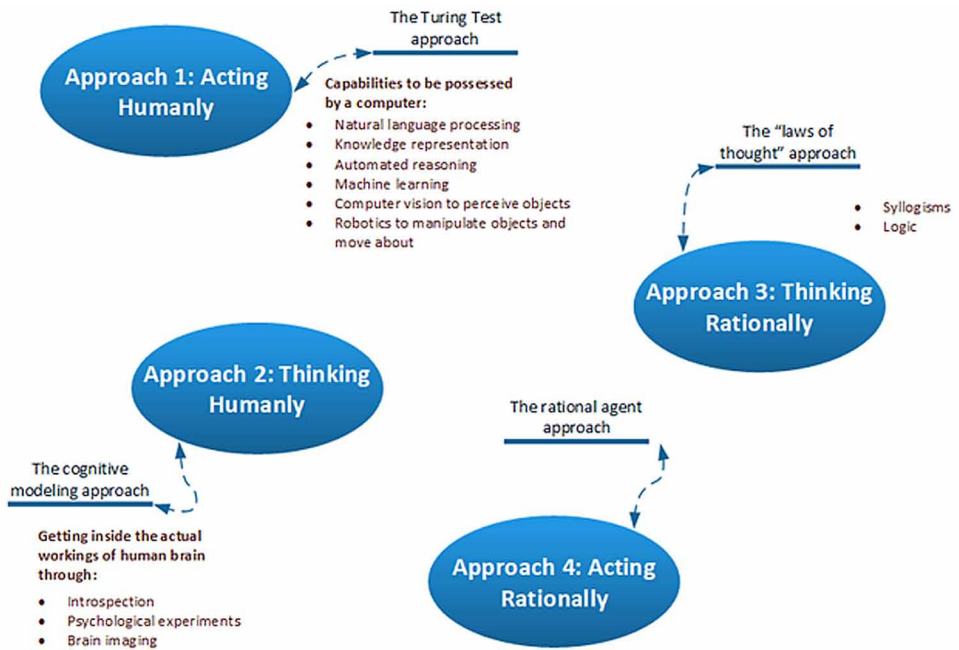 The Turing Test
approach
Approach 1: Acting
Humanly
Capabilities to be possessed
by a computer:
• Natural language processing
• Knowledge representation
• Automated reasoning
• Machine learning
• Computer vision to perceive objects
• Robotics to manipulate objects and
move about
The “laws of
thought” approach
• Syllogisms
• Logic
Approach 3: Thinking
Rationally
Approach 2: Thinking
Humanly
The cognitive
modeling approach
Getting inside the actual
workings of human brain
through:
• Introspection
• Psychological experiments
• Brain imaging
The rational agent
approach
Approach 4: Acting
Rationally